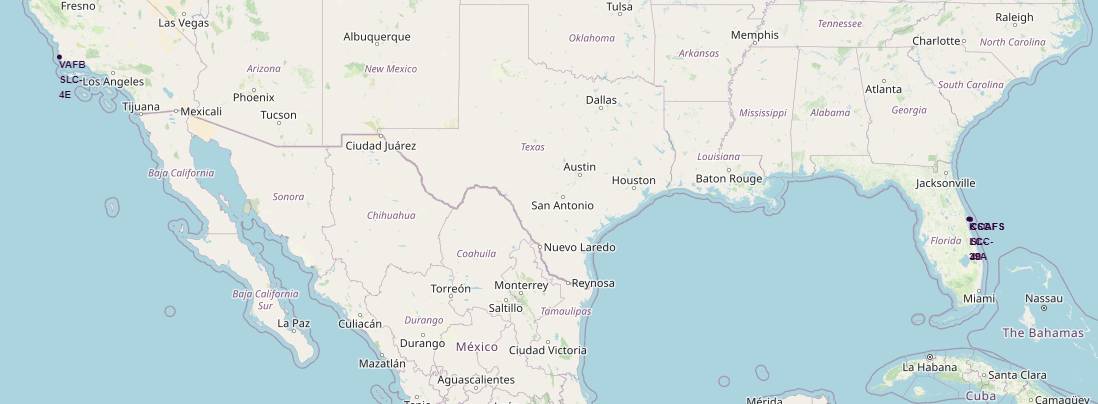 Fresno
Las Vegas
Tulsa
Raleigh
Tennessee
Albuquerque
Oklahoma
Memphis
Charlotte
North Carolina
Arkansas
VAFB
SLC-
4E
Los Angeles
Arizona
New Mexico
South Carolina
Phoenix
Dallas
Atlanta
Tijuana
Mexicali
Tucson
Mississippi
Alabama
Georgia
Ciudad Juárez
Texas
Louisiana
Baja California
Austin
Houston
Baton Rouge
Jacksonville
Sonora
San Antonio
Chihuahua
CCAFS
Florida
Coahuila
Nuevo Laredo
Reynosa
Torreón
Monterrey
Baja California
Sur
Saltillo
Tamaulipas
Miami
Nassau
La Paz
Culiacán
Durango
Durango
México
Ciudad Victoria
The Bahamas
Mazatlán
La Habana
Santa Clara
Aguascalientes
Cuba
Camagüey
Mérida